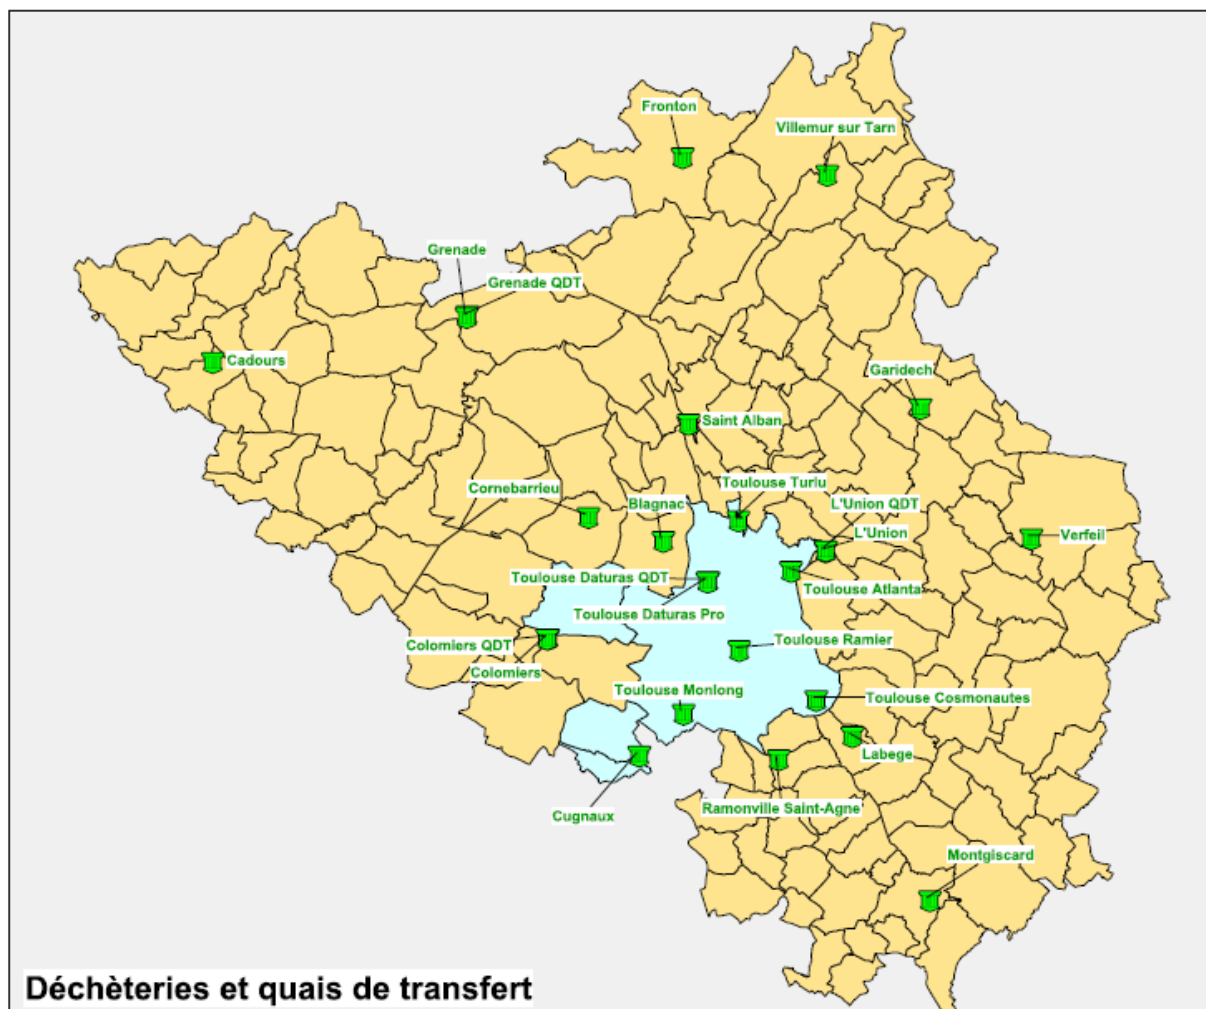 Fronton
Villemur sur Tarn
Grenade
Grenade QDT
Cadours
Garidech
Saint Alban
Toulouse Turlu
Cornebarrieu
Blagnac
L'Union QDT
L'Union
Verfeil
Toulouse Daturas QDT
Toulouse Atlanta
Toulouse Daturas Pro
Toulouse Ramier
Colomiers QDT
Colomiers
Toulouse Monlong
Toulouse Cosmonautes
Labege
Ramonville Saint-Agne
Cugnaux
Montgiscard
Déchèteries et quais de transfert